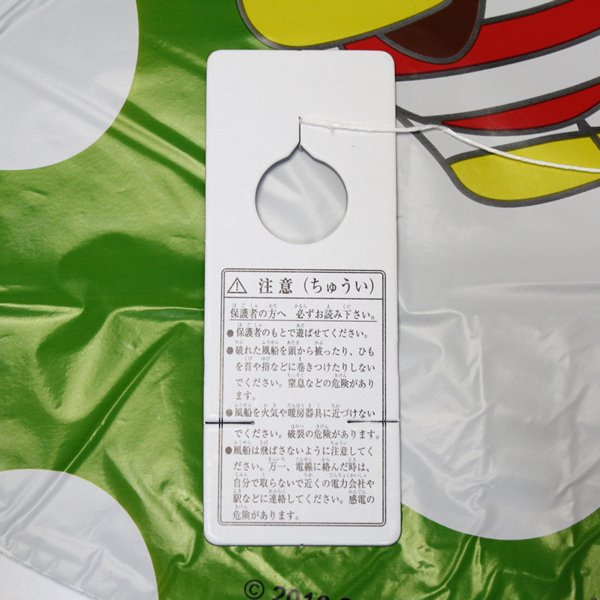 注意(ちゅうい)
保護者の方へ 必ずお読み下さい。
●保護者のもとで遊ばせてください。
●破れた風船を頭から被ったり、ひも
を首や指などに巻きつけたりしない
でください。窒息などの危険があり
ます。
●風船を火気や暖房器具に近づけない
でください。破裂の危険があります。
●風船は飛ばさないように注意して
ください。万一、電線に絡んだ時は、
自分で取らないで近くの電力会社や
駅などに連絡してください。感電の
危険があります。